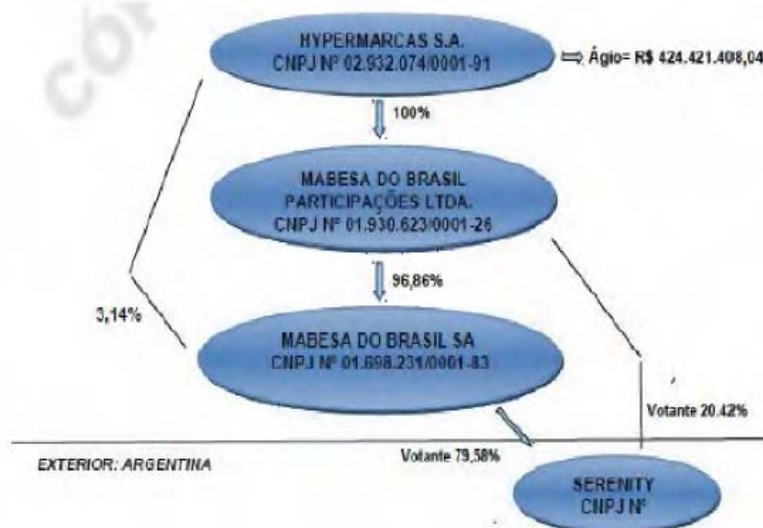 HYPERMARCAS S.A.
CNPJ Nº 02.932.074/0001-91
Ágio= R$ 424.421.408,04
100%
MABESA DO BRASIL
PARTICIPAÇÕES LTDA.
CNPJ Nº 01.930.623/0001-26
96,86%
3,14%
MABESA DO BRASIL SA
CNPJ Nº 01.698.231/0001-83
Votante 20.42%
Votante 79,58%
EXTERIOR: ARGENTINA
SERENITY
CNPJ Nº